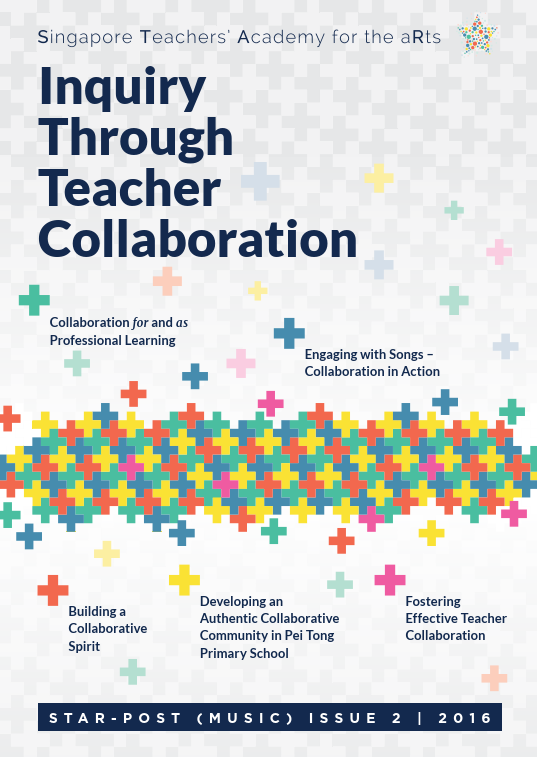 Singapore Teachers' Academy for the aRts
Inquiry
Through
Teacher
Collaboration
Collaboration for and as
Professional Learning
Engaging with Songs –
Collaboration in Action
Building a
Collaborative
Spirit
Developing an
Authentic Collaborative
Community in Pei Tong
Primary School
Fostering
Effective Teacher
Collaboration
STAR-POST (MUSIC) ISSUE 2 | 2016